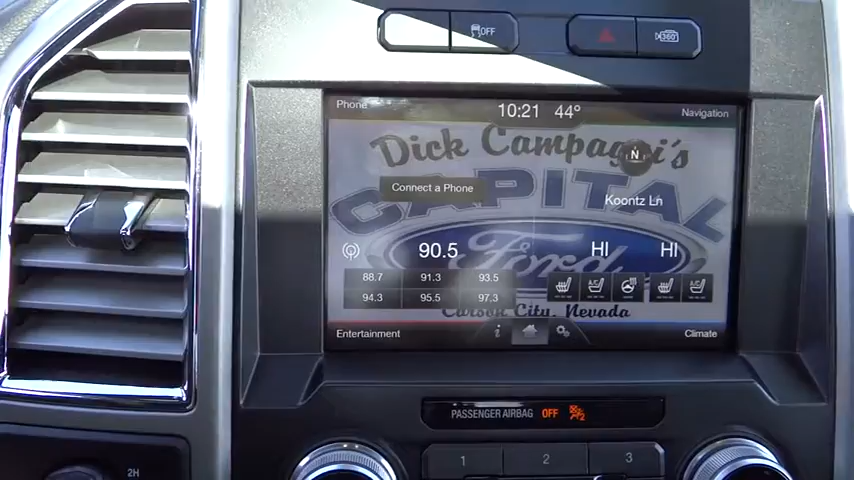 OFF
360
Phone
10:21 44°
Navigation
Dick Campagni's
N
Connect a Phone
CAPITAL
Koontz Ln
Ford
90.5
HI HI
88.7 91.3 93.5
94.3 95.5 97.3
A/C A/C
Carson City, Nevada
Entertainment
i
Climate
PASSENGER AIRBAG OFF 2
1 2 3
2H